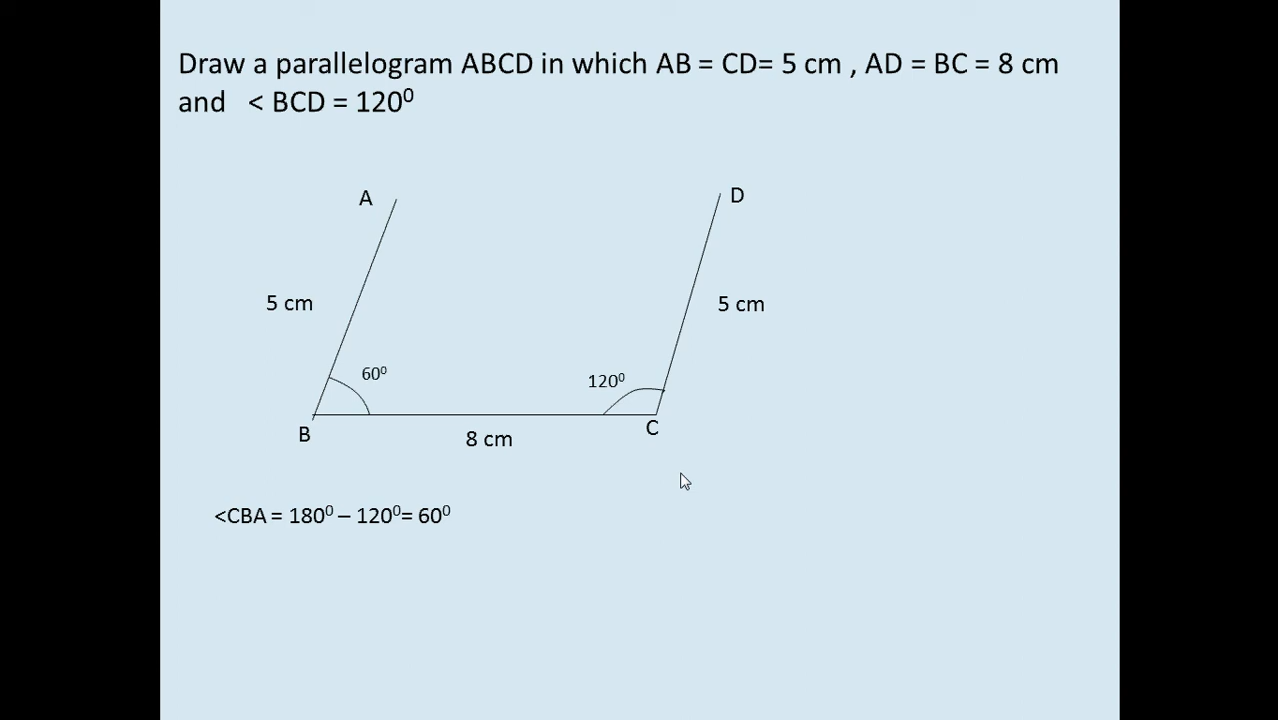 Draw a parallelogram ABCD in which AB = CD= 5 cm , AD = BC = 8 cm
and < BCD = 120⁰
A
D
5 cm
5 cm
60⁰
120⁰
B
C
8 cm
<CBA = 180⁰ – 120⁰= 60⁰